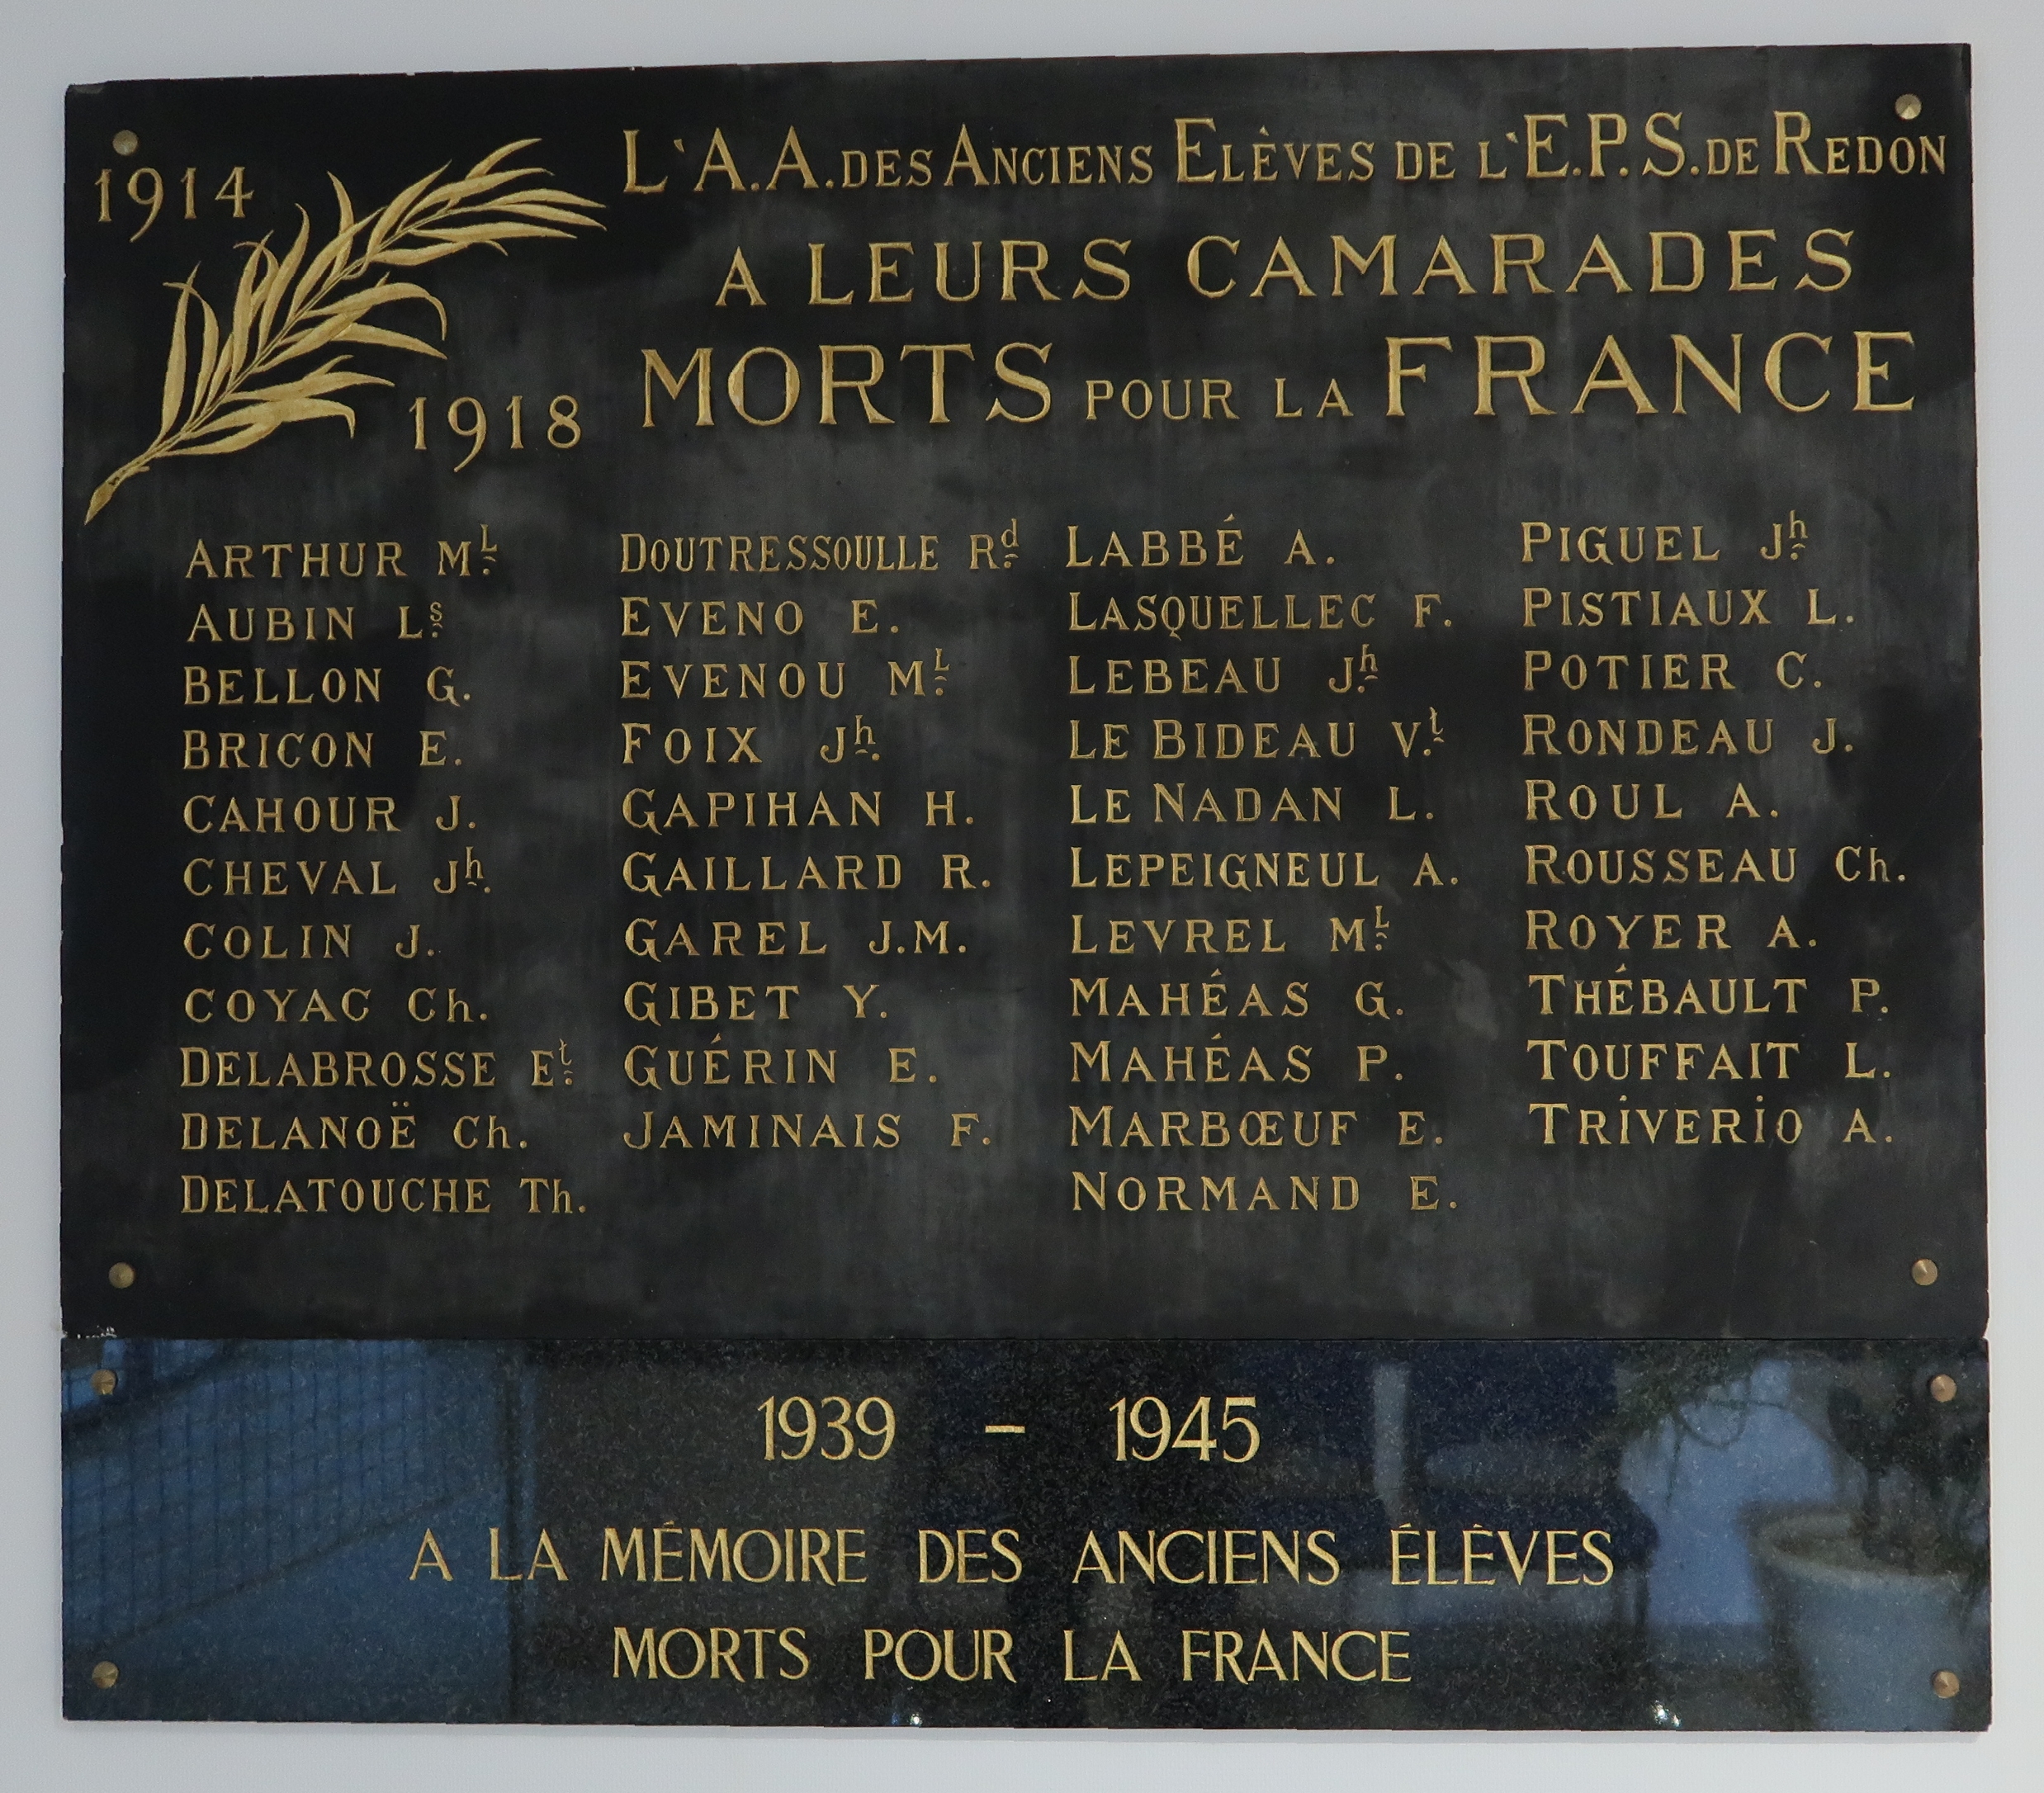 1914
1918
L'A.A. DES ANCIENS ELÈVES DE L'E.P.S. DE REDON
A LEURS CAMARADES
MORTS POUR LA FRANCE
ARTHUR Mᴸ.
AUBIN Lˢ.
BELLON G.
BRICON E.
CAHOUR J.
CHEVAL Jʰ.
COLIN J.
COYAC Ch.
DELABROSSE Eᵗ.
DELANOË Ch.
DELATOUCHE Th.
DOUTRESSOULLE Rᵈ.
EVENO E.
EVENOU Mᴸ.
FOIX Jʰ.
GAPIHAN H.
GAILLARD R.
GAREL J.M.
GIBET Y.
GUÉRIN E.
JAMINAIS F.
LABBÉ A.
LASQUELLEC F.
LEBEAU Jʰ.
LE BIDEAU Vᵗ.
LE NADAN L.
LEPEIGNEUL A.
LEVREL Mᴸ.
MAHÉAS G.
MAHÉAS P.
MARBŒUF E.
NORMAND E.
PIGUEL Jʰ.
PISTIAUX L.
POTIER C.
RONDEAU J.
ROUL A.
ROUSSEAU Ch.
ROYER A.
THÉBAULT P.
TOUFFAIT L.
TRIVERIO A.
1939 - 1945
A LA MÉMOIRE DES ANCIENS ÉLÈVES
MORTS POUR LA FRANCE